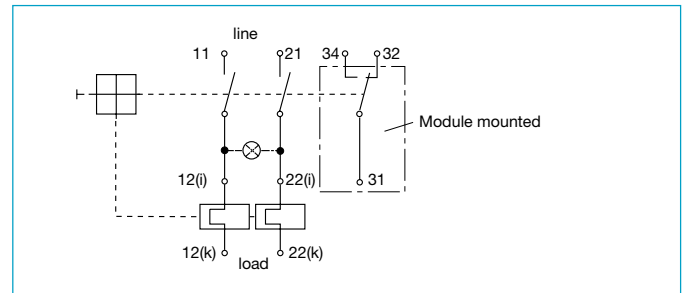 line
11 21 34 32
Module mounted
12(i) 22(i) 31
12(k) 22(k)
load